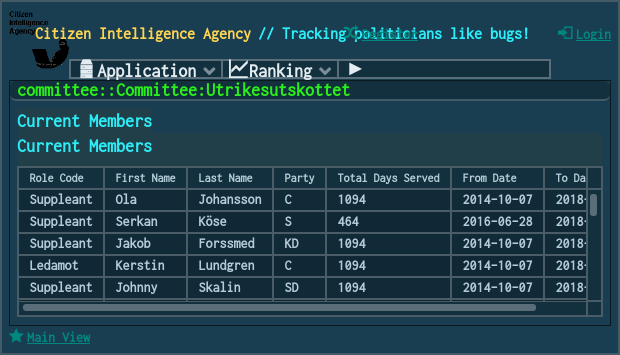 Citizen
Intelligence
Agency
Citizen Intelligence Agency // Tracking politicians like bugs!
Register
Login
Application
Ranking
committee::Committee:Utrikesutskottet
Current Members
Current Members
Role Code First Name Last Name Party Total Days Served From Date To Da
Suppleant Ola Johansson C 1094 2014-10-07 2018-
Suppleant Serkan Köse S 464 2016-06-28 2018-
Suppleant Jakob Forssmed KD 1094 2014-10-07 2018-
Ledamot Kerstin Lundgren C 1094 2014-10-07 2018-
Suppleant Johnny Skalin SD 1094 2014-10-07 2018-
Main View